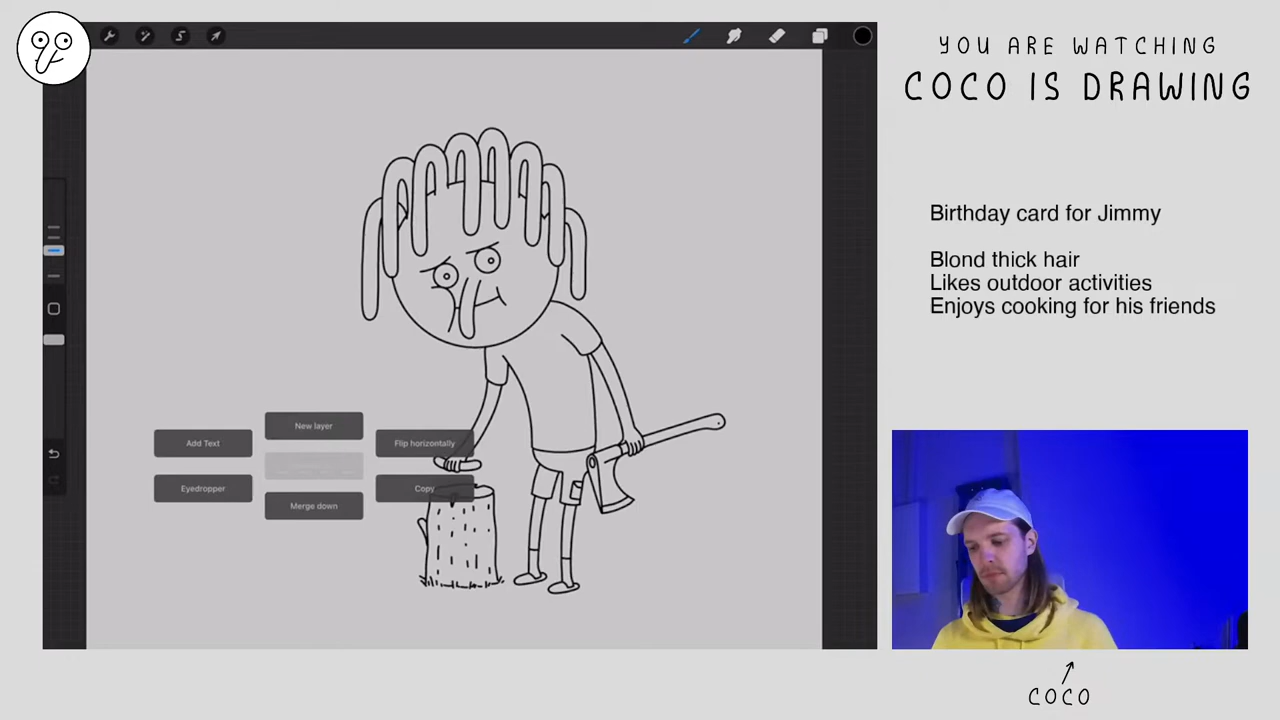 YOU ARE WATCHING
COCO IS DRAWING
Birthday card for Jimmy
Blond thick hair
Likes outdoor activities
Enjoys cooking for his friends
New layer
Add Text
Flip horizontally
Eyedropper
Copy
Merge down
COCO